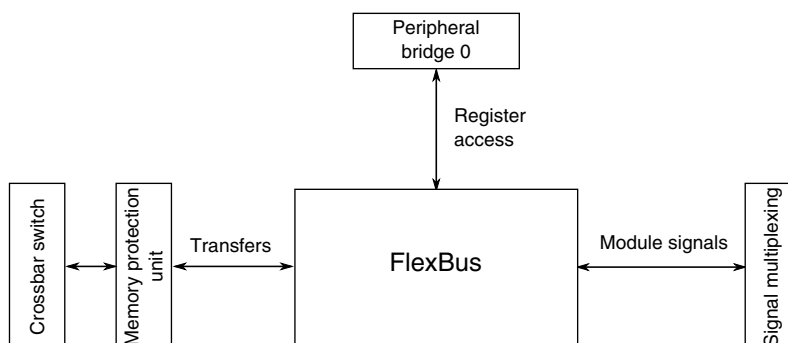 Peripheral
bridge 0
Register
access
Crossbar switch
Memory protection
unit
Transfers
FlexBus
Module signals
Signal multiplexing